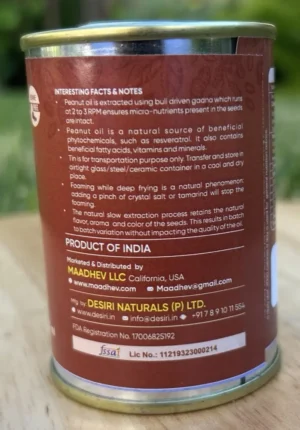 INTERESTING FACTS & NOTES
• Peanut oil is extracted using bull driven gaana which runs
at 2 to 3 RPM ensures micro-nutrients present in the seeds
are intact.
• Peanut oil is a natural source of beneficial
phytochemicals, such as resveratrol. It also contains
beneficial fatty acids, vitamins and minerals.
• Tin is for transportation purpose only. Transfer and store in
airtight glass/steel/ceramic container in a cool and dry
place.
• Foaming while deep frying is a natural phenomenon,
adding a pinch of crystal salt or tamarind will stop the
foaming.
• The natural slow extraction process retains the natural
flavor, aroma and color of the seeds. This results in batch
to batch variation without impacting the quality of the oil.
PRODUCT OF INDIA
Marketed & Distributed by
MAADHEV LLC California, USA
www.maadhev.com Maadhev@gmail.com
Mfg. by DESIRI NATURALS (P) LTD.
www.desiri.in info@desiri.in
FDA Registration No. 17006825192
fssai Lic No.: 11219323000214